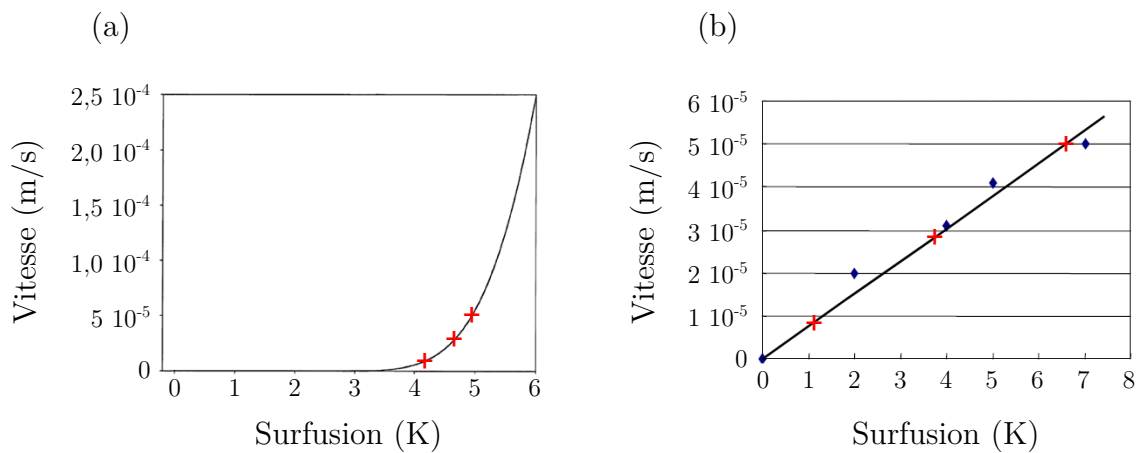 (a)
Vitesse (m/s)
2,5 10⁻⁴
2,0 10⁻⁴
1,5 10⁻⁴
1,0 10⁻⁴
5 10⁻⁵
0
0 1 2 3 4 5 6
Surfusion (K)
(b)
Vitesse (m/s)
6 10⁻⁵
5 10⁻⁵
4 10⁻⁵
3 10⁻⁵
2 10⁻⁵
1 10⁻⁵
0
0 1 2 3 4 5 6 7 8
Surfusion (K)